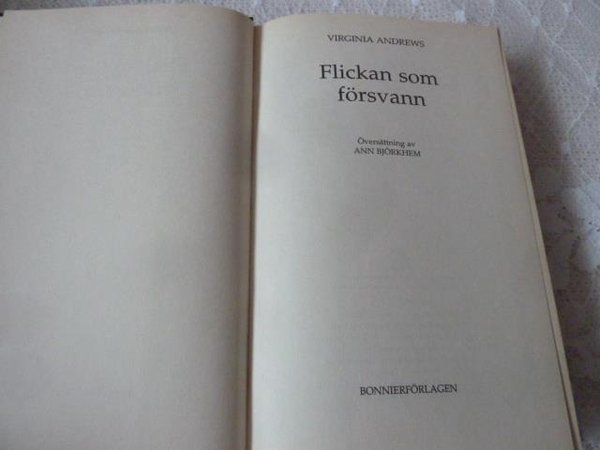 VIRGINIA ANDREWS
Flickan som
försvann
Översättning av
ANN BJÖRKHEM
BONNIERFÖRLAGEN